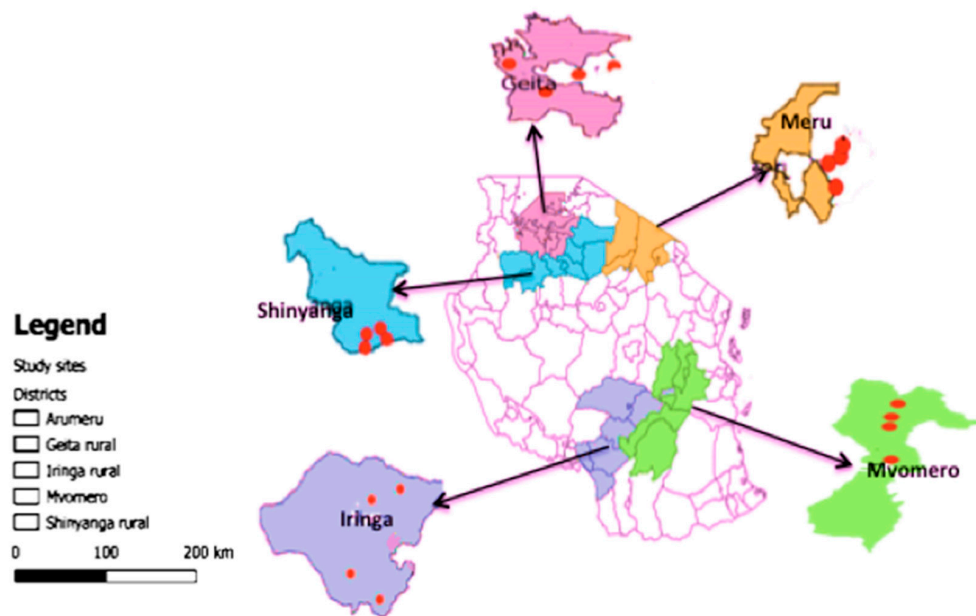 Geita
Meru
Shinyanga
Legend
Study sites
Districts
Arumeru
Geita rural
Iringa rural
Mvomero
Shinyanga rural
0 100 200 km
Mvomero
Iringa